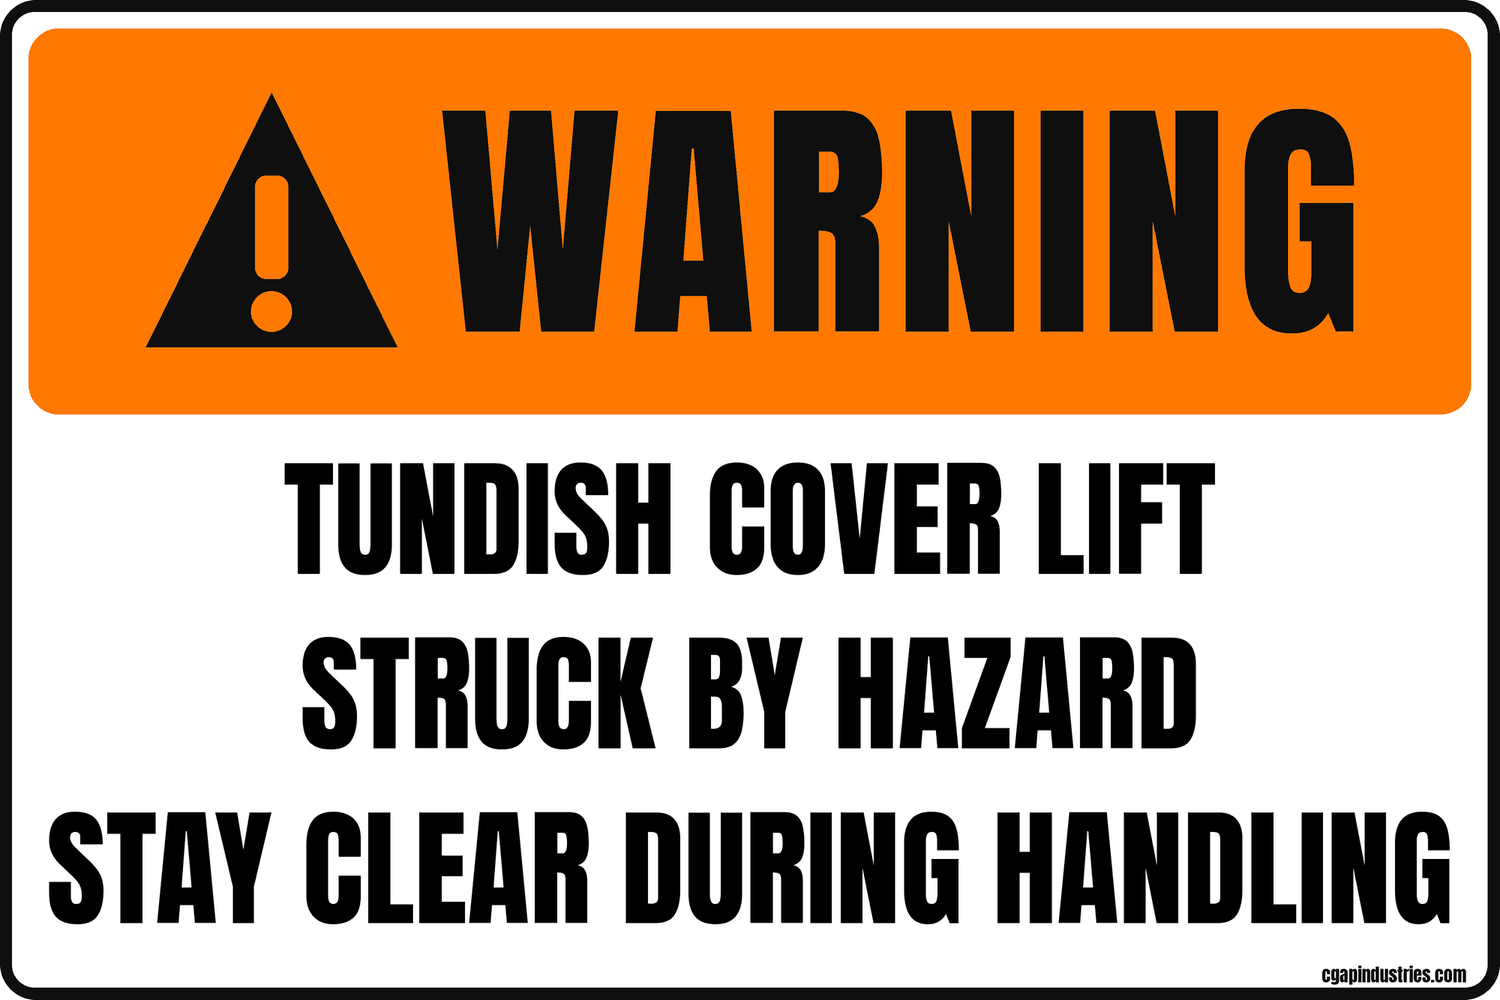 WARNING
TUNDISH COVER LIFT
STRUCK BY HAZARD
STAY CLEAR DURING HANDLING
cgapindustries.com